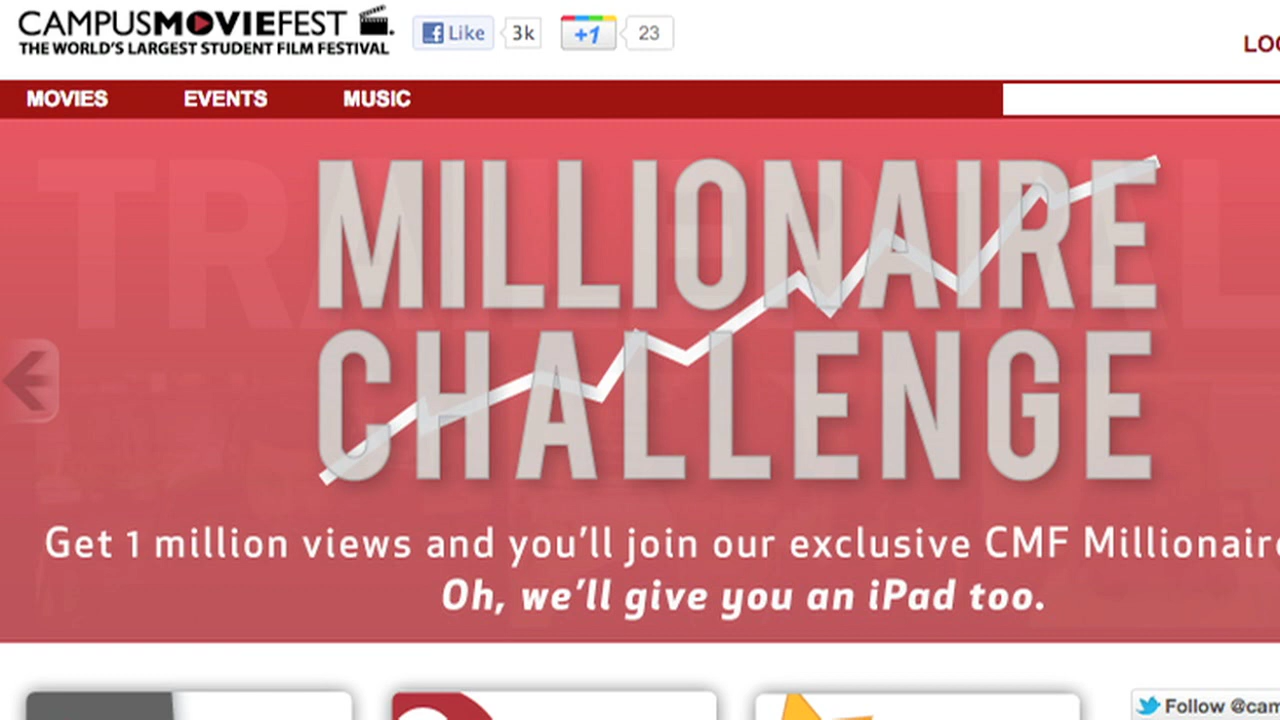 CAMPUSMOVIEFEST
THE WORLD'S LARGEST STUDENT FILM FESTIVAL
Like 3k +1 23
MOVIES EVENTS MUSIC
MILLIONAIRE
CHALLENGE
Get 1 million views and you'll join our exclusive CMF Millionaire
Oh, we'll give you an iPad too.
Follow